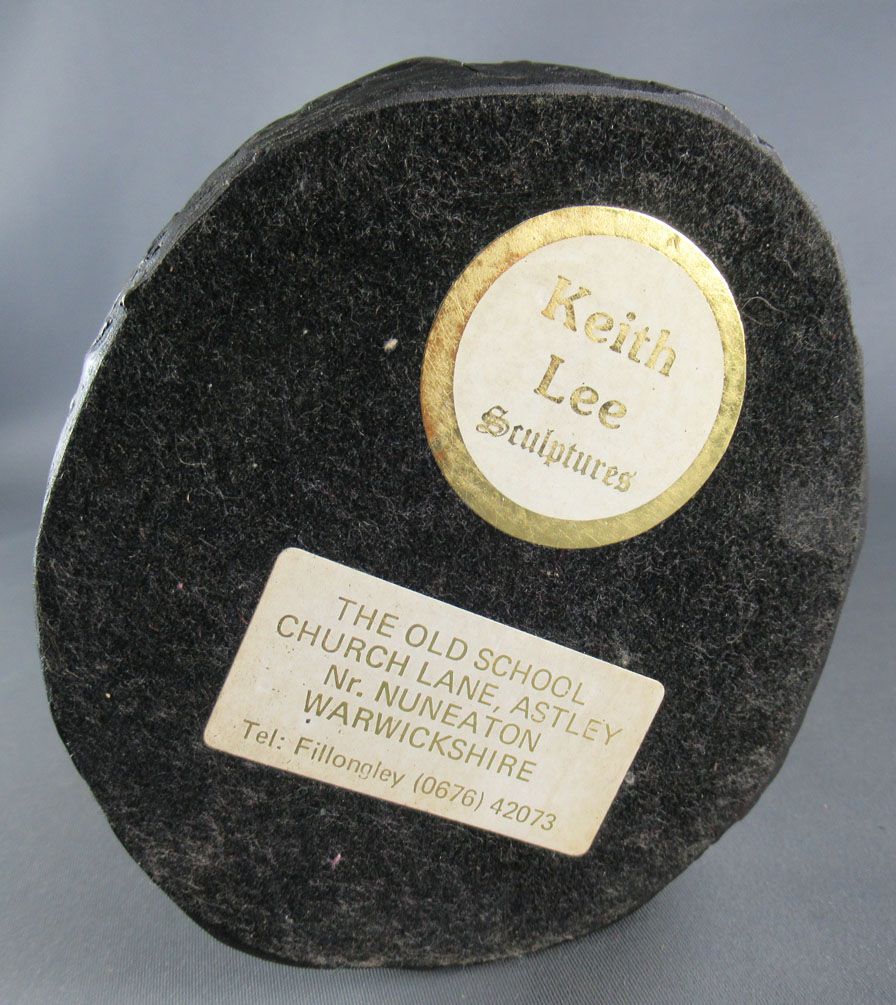 Keith
Lee
Sculptures
THE OLD SCHOOL
CHURCH LANE, ASTLEY
Nr. NUNEATON
WARWICKSHIRE
Tel: Fillongley (0676) 42073